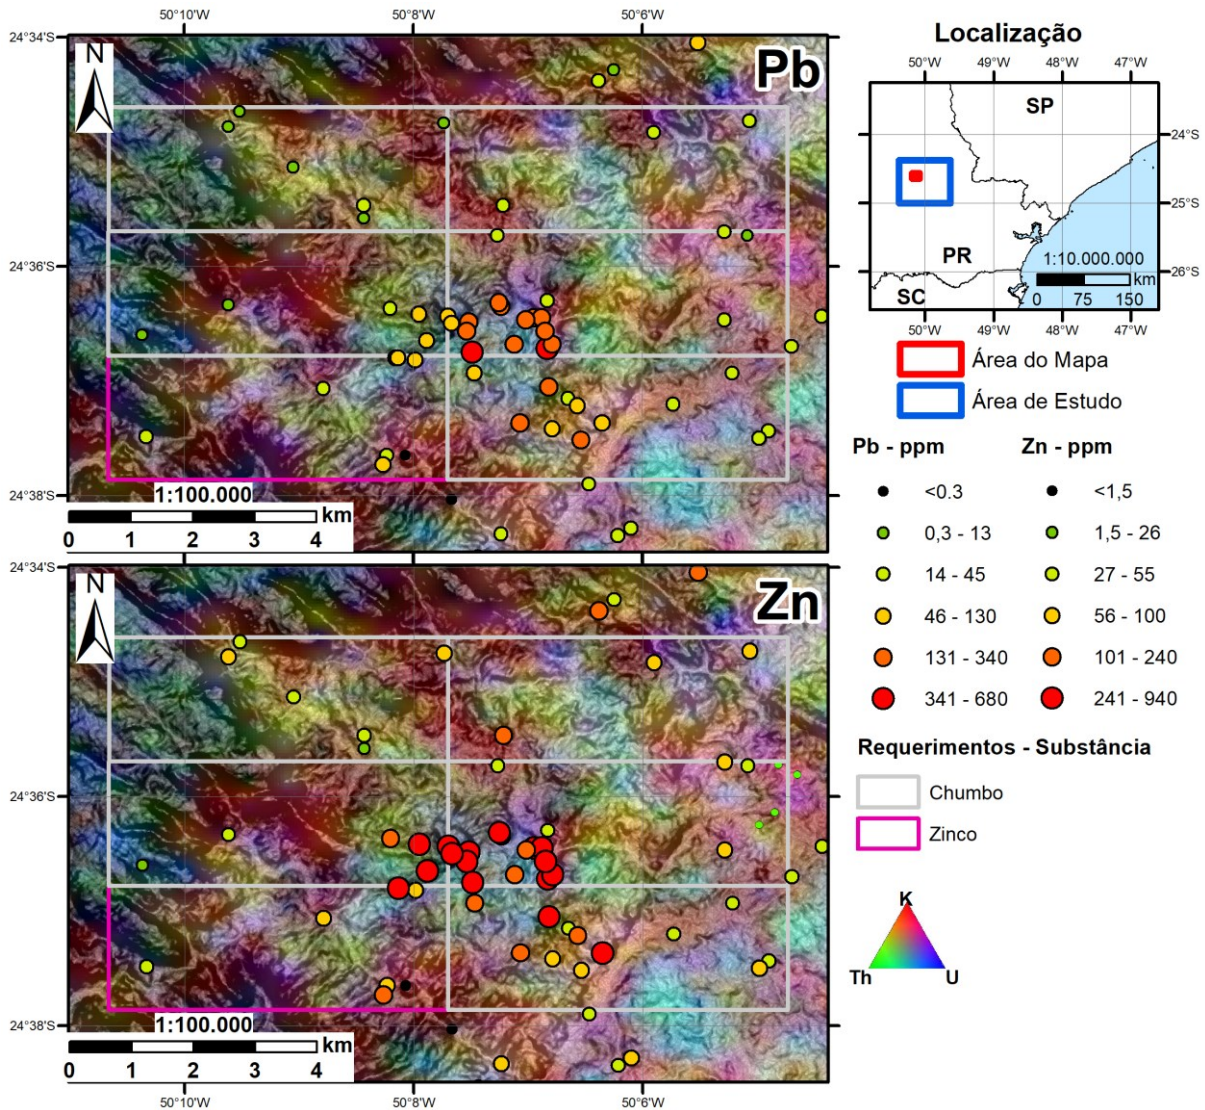 50°10'W 50°8'W 50°6'W
24°34'S
N
Pb
24°36'S
24°38'S
1:100.000
km
0 1 2 3 4
24°34'S
N
Zn
24°36'S
24°38'S
1:100.000
km
0 1 2 3 4
50°10'W 50°8'W 50°6'W
Localização
50°W 49°W 48°W 47°W
SP
24°S
25°S
PR
1:10.000.000
26°S
km
SC
0 75 150
50°W 49°W 48°W 47°W
Área do Mapa
Área de Estudo
Pb - ppm Zn - ppm
<0.3 <1,5
0,3 - 13 1,5 - 26
14 - 45 27 - 55
46 - 130 56 - 100
131 - 340 101 - 240
341 - 680 241 - 940
Requerimentos - Substância
Chumbo
Zinco
K
Th U